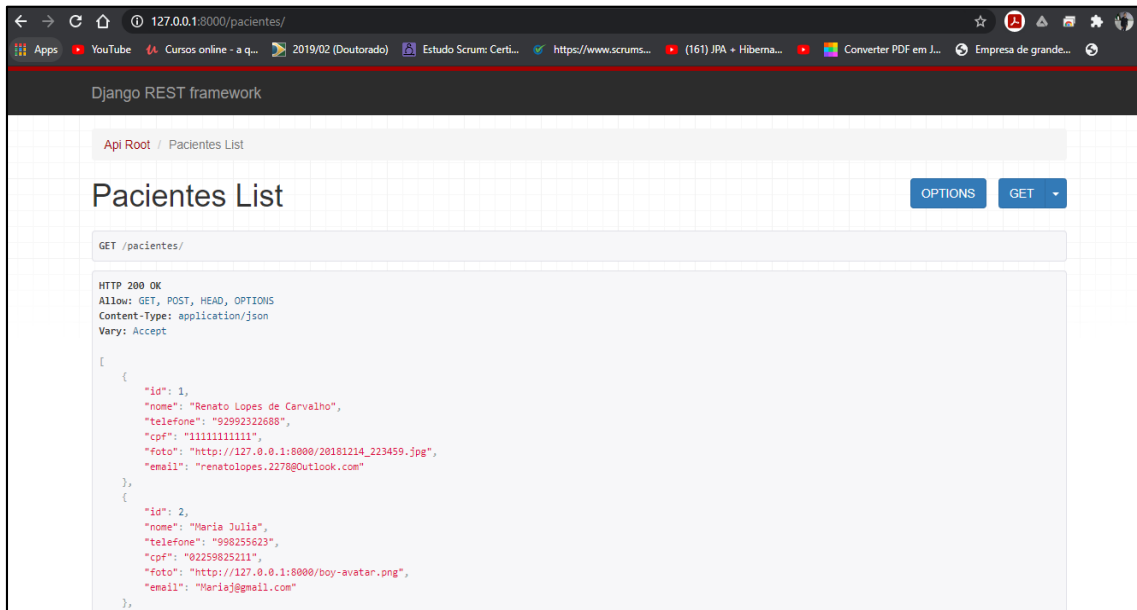 127.0.0.1:8000/pacientes/
Apps YouTube Cursos online - a q... 2019/02 (Doutorado) Estudo Scrum: Certi... https://www.scrums... (161) JPA + Hiberna... Converter PDF em J... Empresa de grande...
Django REST framework
Api Root / Pacientes List
Pacientes List
OPTIONS GET
GET /pacientes/
HTTP 200 OK
Allow: GET, POST, HEAD, OPTIONS
Content-Type: application/json
Vary: Accept
[
{
"id": 1,
"nome": "Renato Lopes de Carvalho",
"telefone": "92992322688",
"cpf": "11111111111",
"foto": "http://127.0.0.1:8000/20181214_223459.jpg",
"email": "renatolopes.2278@Outlook.com"
},
{
"id": 2,
"nome": "Maria Julia",
"telefone": "998255623",
"cpf": "02259825211",
"foto": "http://127.0.0.1:8000/boy-avatar.png",
"email": "Mariaj@gmail.com"
},